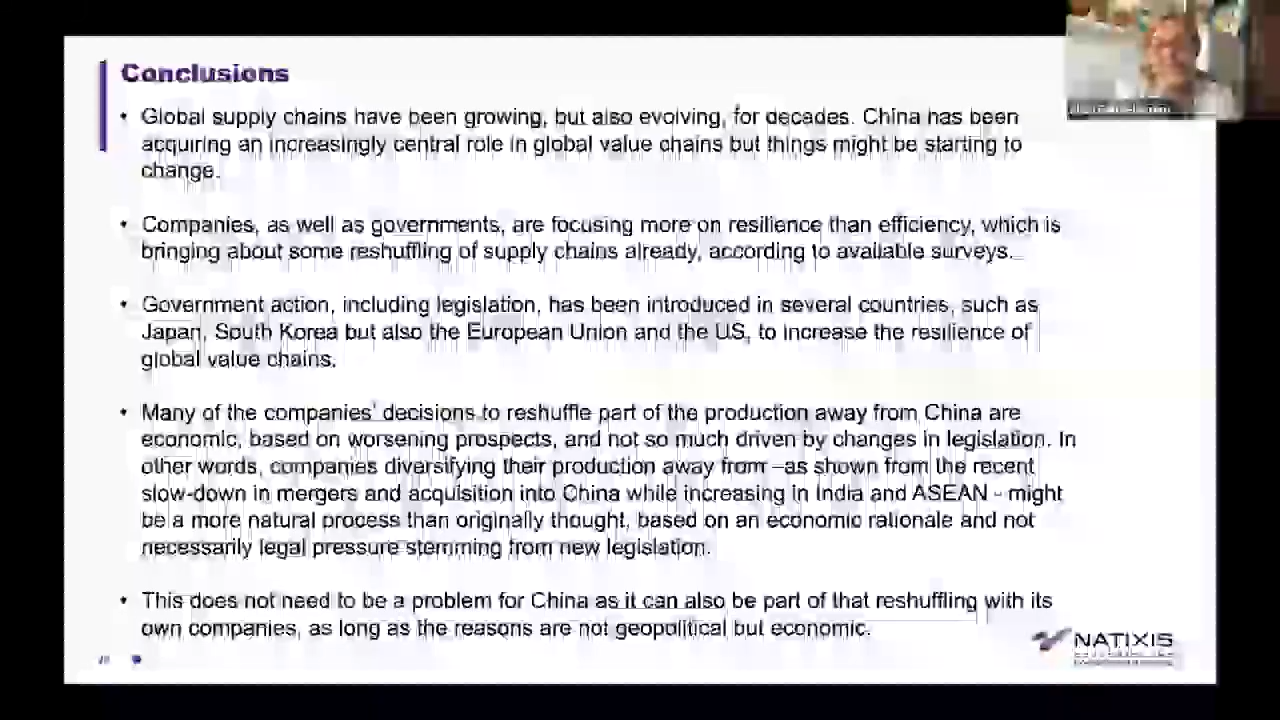 Conclusions
• Global supply chains have been growing, but also evolving, for decades. China has been
acquiring an increasingly central role in global value chains but things might be starting to
change.
• Companies, as well as governments, are focusing more on resilience than efficiency, which is
bringing about some reshuffling of supply chains already, according to available surveys.
• Government action, including legislation, has been introduced in several countries, such as
Japan, South Korea but also the European Union and the US, to increase the resilience of
global value chains.
• Many of the companies' decisions to reshuffle part of the production away from China are
economic, based on worsening prospects, and not so much driven by changes in legislation. In
other words, companies diversifying their production away from –as shown from the recent
slow-down in mergers and acquisition into China while increasing in India and ASEAN - might
be a more natural process than originally thought, based on an economic rationale and not
necessarily legal pressure stemming from new legislation.
• This does not need to be a problem for China as it can also be part of that reshuffling with its
own companies, as long as the reasons are not geopolitical but economic.
NATIXIS